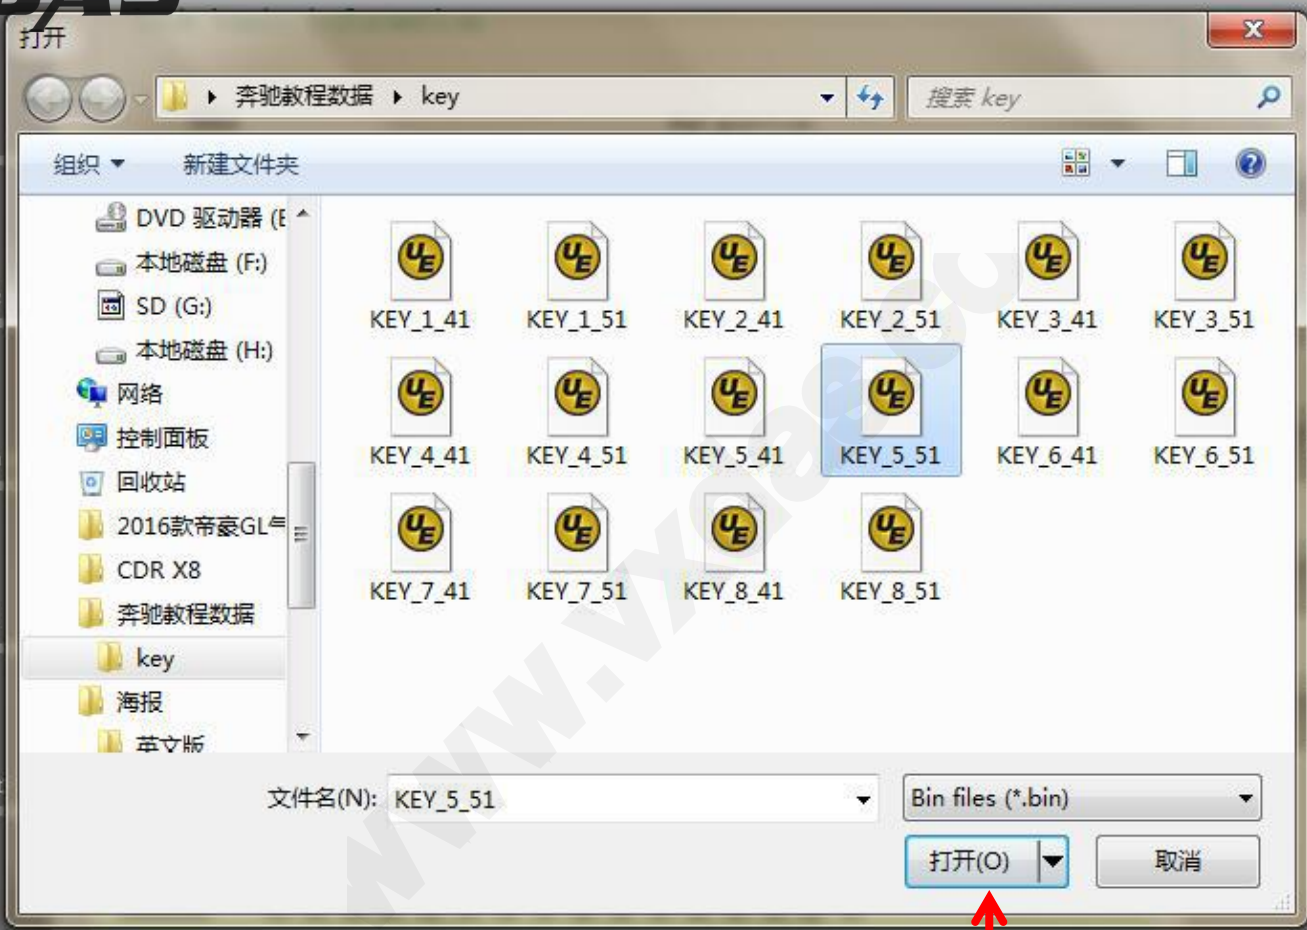 打开
奔驰教程数据 key
搜索 key
组织 新建文件夹
DVD 驱动器 (E
本地磁盘 (F:)
SD (G:)
本地磁盘 (H:)
网络
控制面板
回收站
2016款帝豪GL气
CDR X8
奔驰教程数据
key
海报
英文版
KEY_1_41 KEY_1_51 KEY_2_41 KEY_2_51 KEY_3_41 KEY_3_51
KEY_4_41 KEY_4_51 KEY_5_41 KEY_5_51 KEY_6_41 KEY_6_51
KEY_7_41 KEY_7_51 KEY_8_41 KEY_8_51
文件名(N): KEY_5_51
Bin files (*.bin)
打开(O) 取消